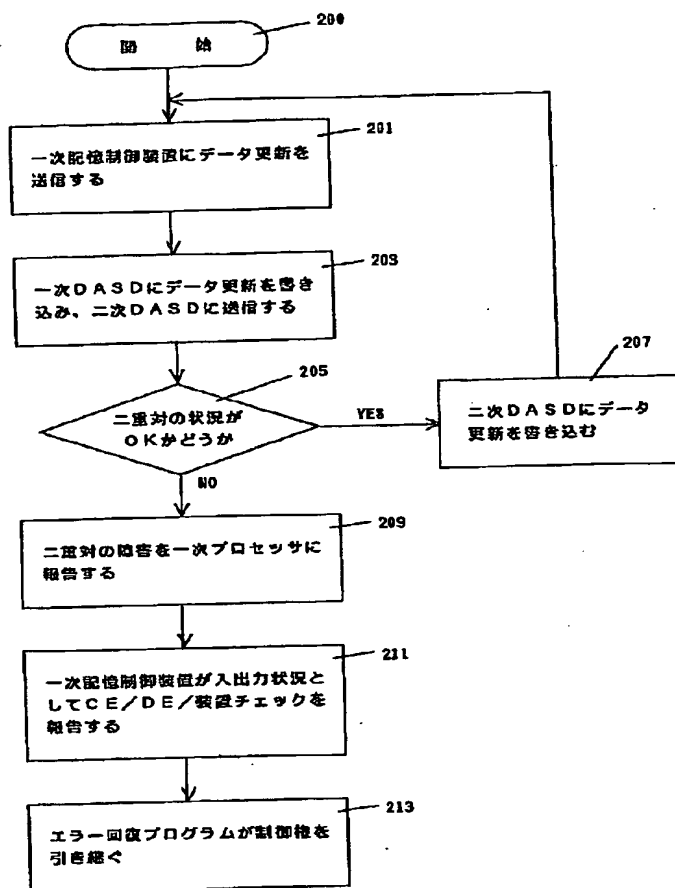 200
開 始
201
一次記憶制御装置にデータ更新を
送信する
203
一次DASDにデータ更新を書き
込み、二次DASDに送信する
205
二重対の状況が
OKかどうか
YES
207
二次DASDにデータ
更新を書き込む
NO
209
二重対の障害を一次プロセッサに
報告する
211
一次記憶制御装置が入出力状況と
してCE/DE/装置チェックを
報告する
213
エラー回復プログラムが制御権を
引き継ぐ